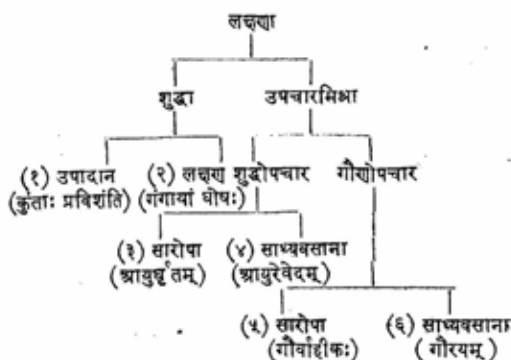 लक्षणा
शुद्धा उपचारमिश्रा
(१) उपादान (२) लक्षण शुद्धोपचार गौणोपचार
(कुंताः प्रविशंति) (गंगायां घोषः)
(३) सारोपा (४) साध्यवसाना
(आयुर्घृतम्) (आयुरेवेदम्)
(५) सारोपा (६) साध्यवसाना
(गौर्वाहीकः) (गौरयम्)